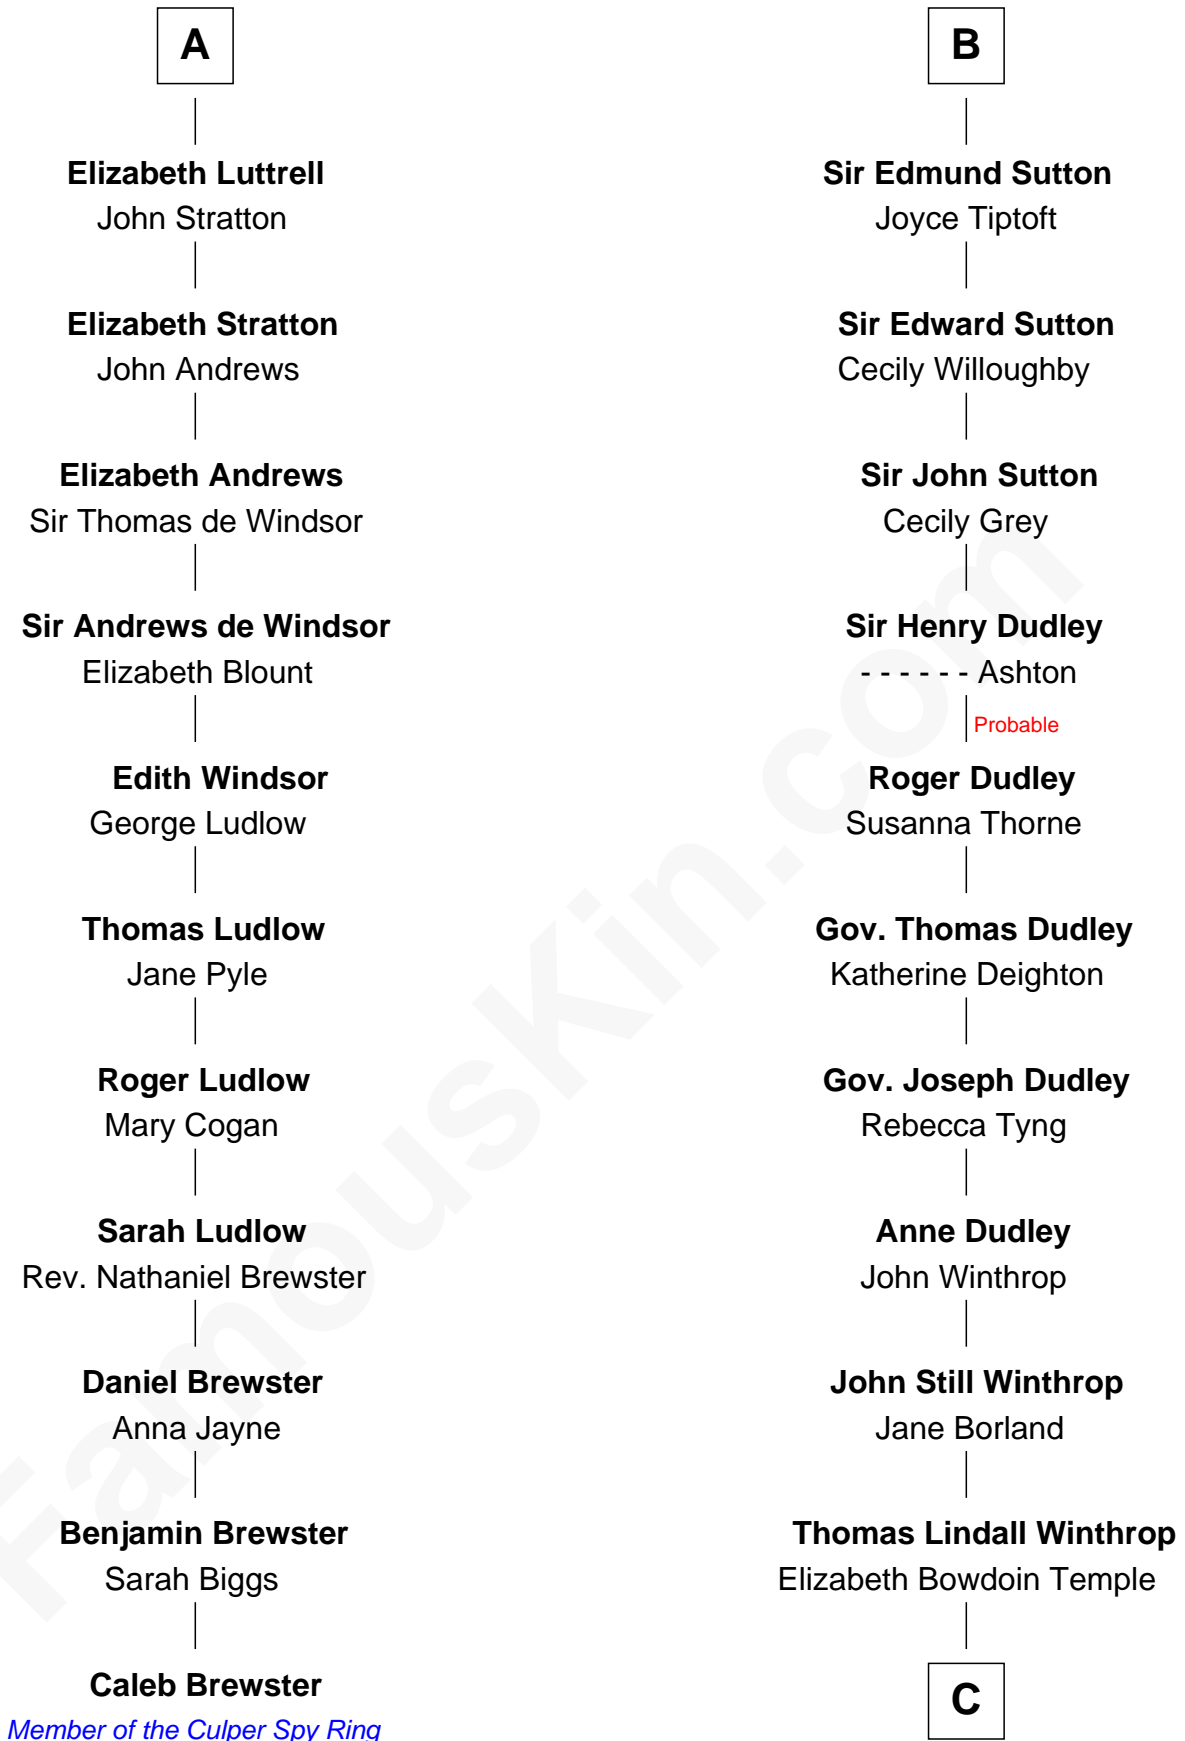 A
Elizabeth Luttrell
John Stratton
Elizabeth Stratton
John Andrews
Elizabeth Andrews
Sir Thomas de Windsor
Sir Andrews de Windsor
Elizabeth Blount
Edith Windsor
George Ludlow
Thomas Ludlow
Jane Pyle
Roger Ludlow
Mary Cogan
Sarah Ludlow
Rev. Nathaniel Brewster
Daniel Brewster
Anna Jayne
Benjamin Brewster
Sarah Biggs
Caleb Brewster
Member of the Culper Spy Ring
B
Sir Edmund Sutton
Joyce Tiptoft
Sir Edward Sutton
Cecily Willoughby
Sir John Sutton
Cecily Grey
Sir Henry Dudley
- - - - - - Ashton
Probable
Roger Dudley
Susanna Thorne
Gov. Thomas Dudley
Katherine Deighton
Gov. Joseph Dudley
Rebecca Tyng
Anne Dudley
John Winthrop
John Still Winthrop
Jane Borland
Thomas Lindall Winthrop
Elizabeth Bowdoin Temple
C
FamousKin.com